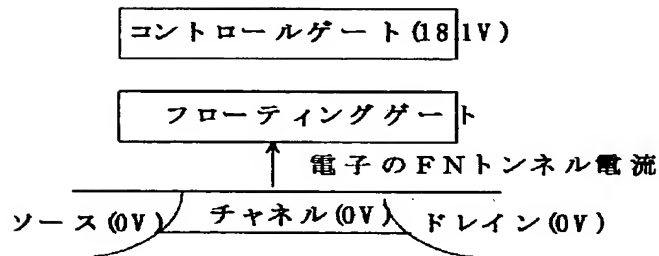 コントロールゲート(18.1V)
フローティングゲート
電子のFNトンネル電流
ソース(0V) チャネル(0V) ドレイン(0V)